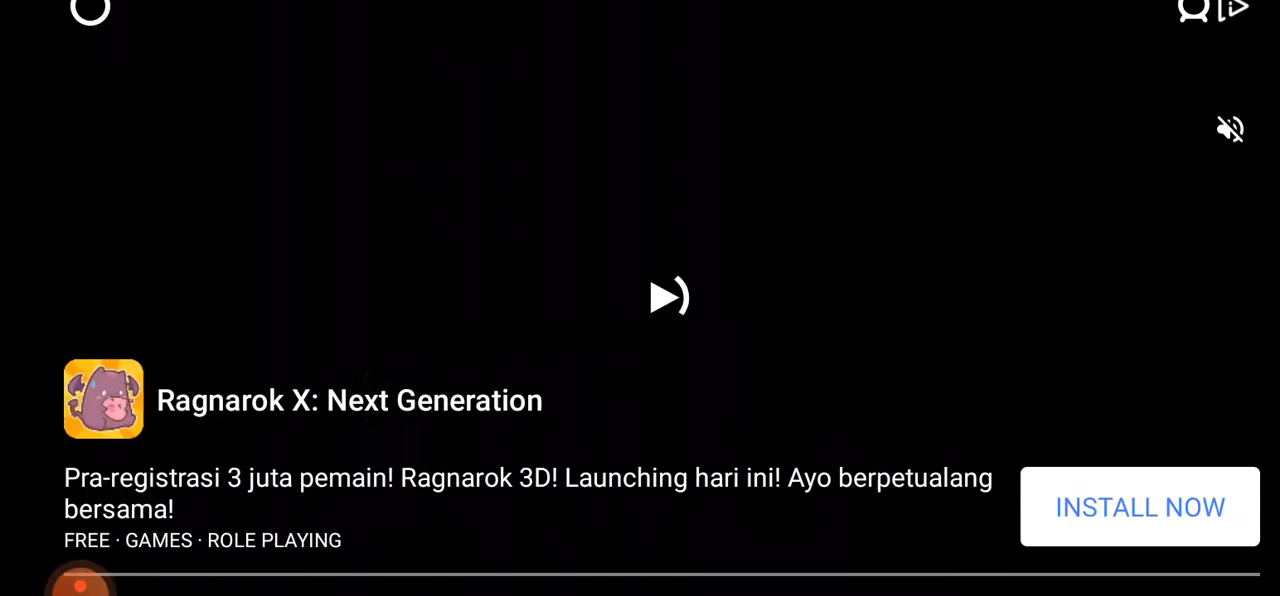 Ragnarok X: Next Generation
Pra-registrasi 3 juta pemain! Ragnarok 3D! Launching hari ini! Ayo berpetualang
bersama!
INSTALL NOW
FREE · GAMES · ROLE PLAYING